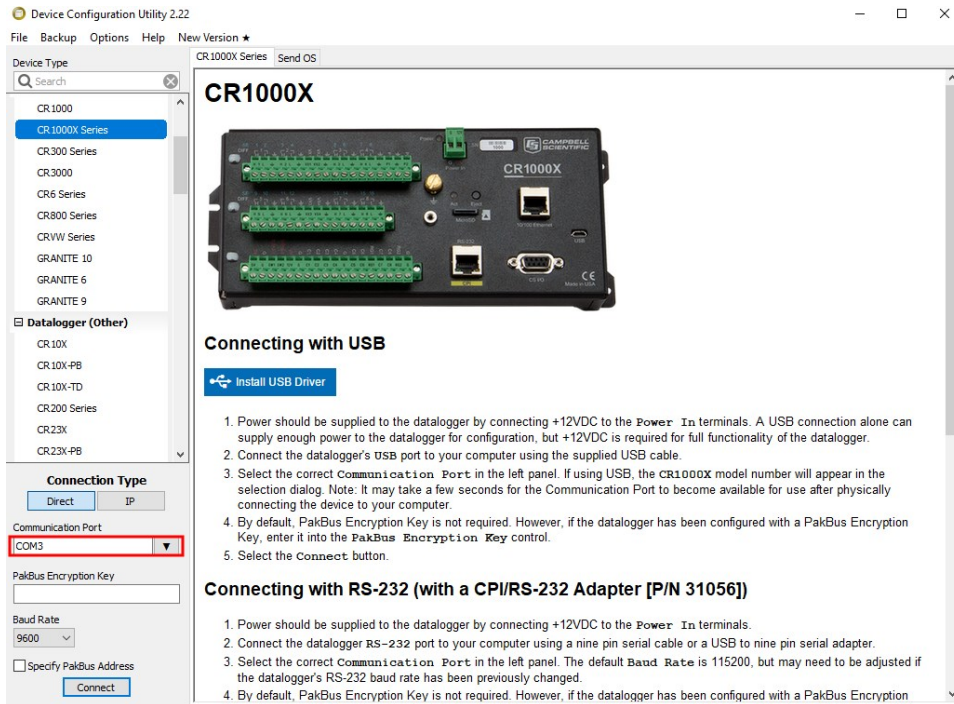 Device Configuration Utility 2.22
File Backup Options Help New Version ★
Device Type
Search
CR1000
CR1000X Series
CR300 Series
CR3000
CR6 Series
CR800 Series
CRVW Series
GRANITE 10
GRANITE 6
GRANITE 9
Datalogger (Other)
CR10X
CR10X-PB
CR10X-TD
CR200 Series
CR23X
CR23X-PB
Connection Type
Direct IP
Communication Port
COM3
PakBus Encryption Key
Baud Rate
9600
Specify PakBus Address
Connect
CR1000X Series Send OS
CR1000X
CAMPBELL
SCIENTIFIC
Power In
CR1000X
10/100 Ethernet
USB
RS-232
CPI
CS I/O
CE
Made in USA
Connecting with USB
Install USB Driver
1. Power should be supplied to the datalogger by connecting +12VDC to the Power In terminals. A USB connection alone can
supply enough power to the datalogger for configuration, but +12VDC is required for full functionality of the datalogger.
2. Connect the datalogger's USB port to your computer using the supplied USB cable.
3. Select the correct Communication Port in the left panel. If using USB, the CR1000X model number will appear in the
selection dialog. Note: It may take a few seconds for the Communication Port to become available for use after physically
connecting the device to your computer.
4. By default, PakBus Encryption Key is not required. However, if the datalogger has been configured with a PakBus Encryption
Key, enter it into the PakBus Encryption Key control.
5. Select the Connect button.
Connecting with RS-232 (with a CPI/RS-232 Adapter [P/N 31056])
1. Power should be supplied to the datalogger by connecting +12VDC to the Power In terminals.
2. Connect the datalogger RS-232 port to your computer using a nine pin serial cable or a USB to nine pin serial adapter.
3. Select the correct Communication Port in the left panel. The default Baud Rate is 115200, but may need to be adjusted if
the datalogger's RS-232 baud rate has been previously changed.
4. By default, PakBus Encryption Key is not required. However, if the datalogger has been configured with a PakBus Encryption